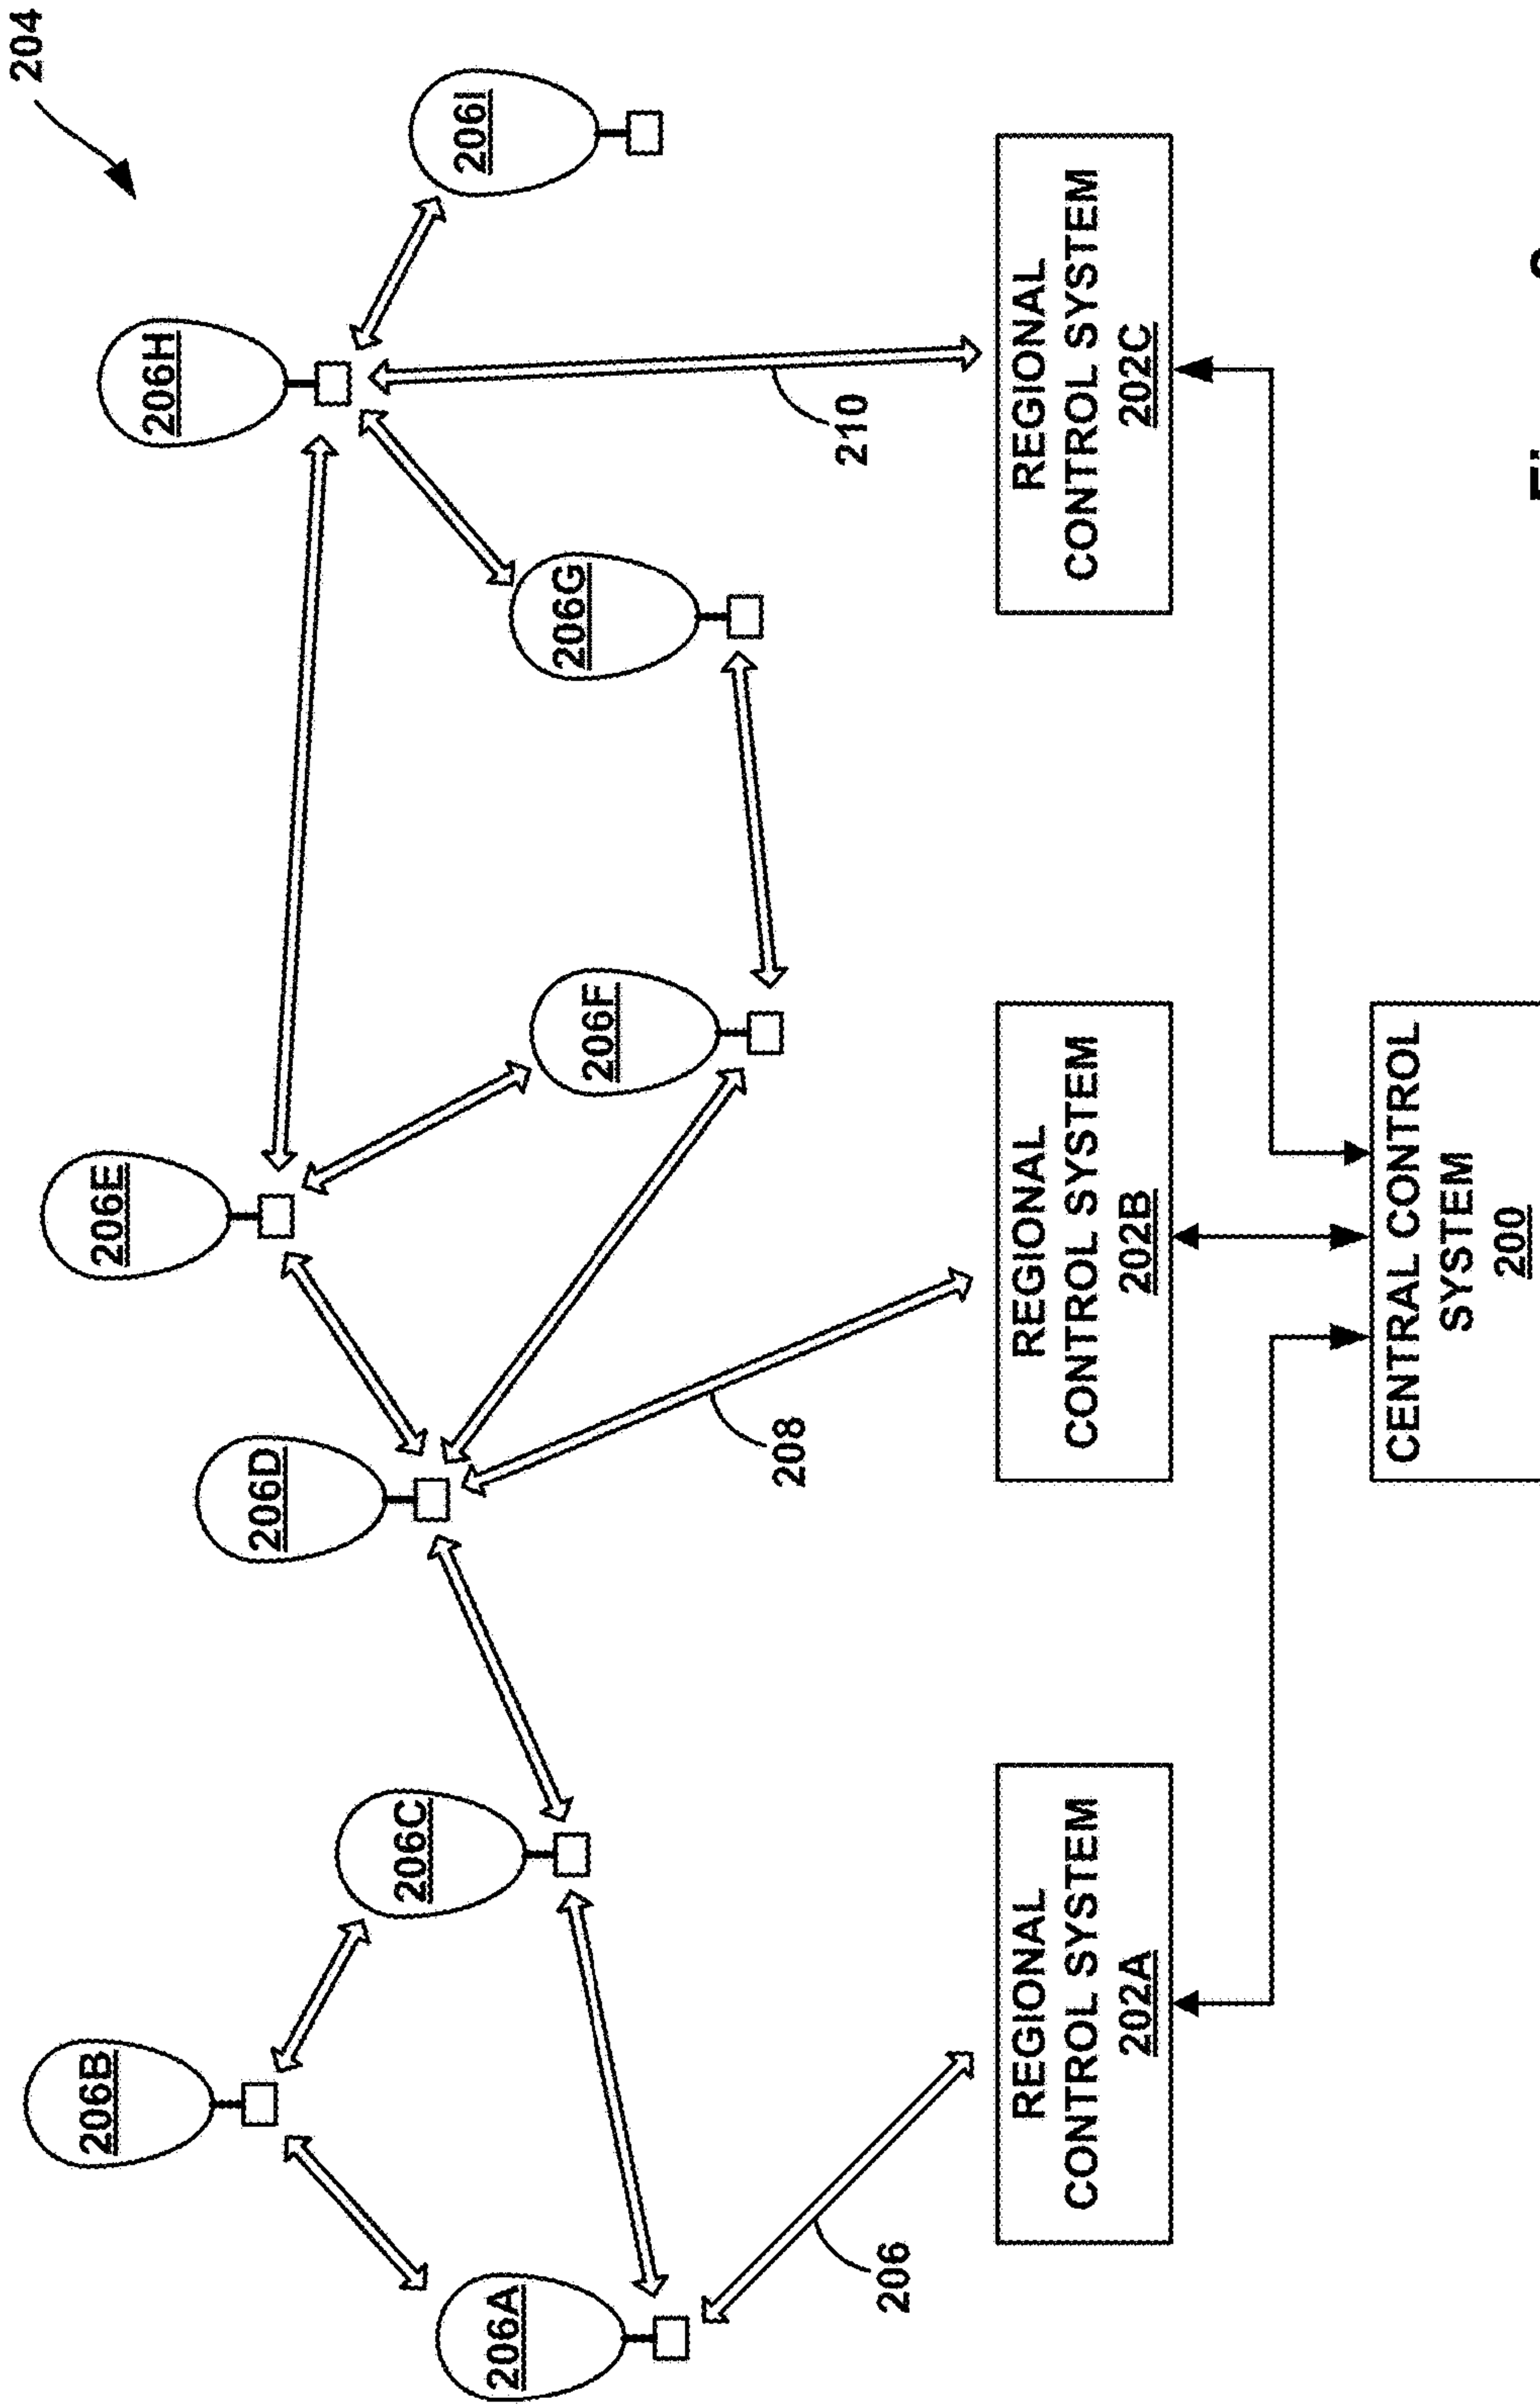 204
206B
206E
206H
206D
206C
206I
206A
206F
206G
206
208
210
REGIONAL
CONTROL SYSTEM
202A
REGIONAL
CONTROL SYSTEM
202B
REGIONAL
CONTROL SYSTEM
202C
CENTRAL CONTROL
SYSTEM
200